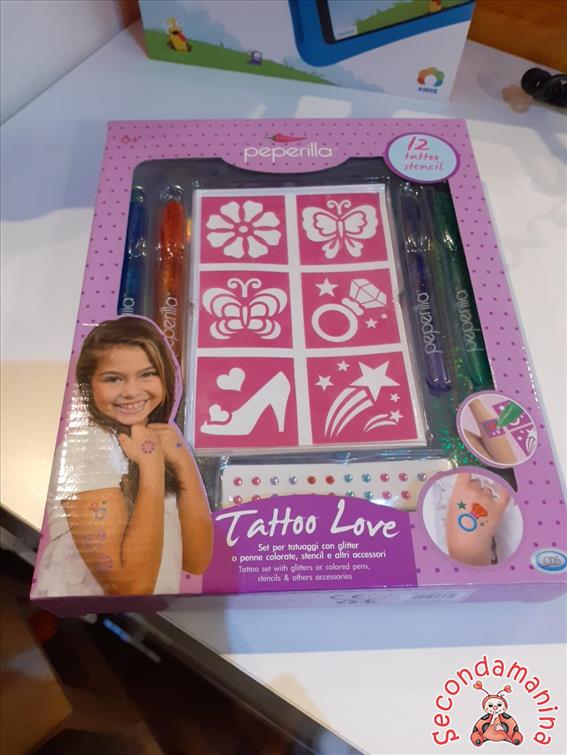 KIDOZ
6+
peperilla
12
tattoo
stencil
peperilla
peperilla
peperilla
peperilla
Tattoo Love
Set per tatuaggi con glitter
o penne colorate, stencil e altri accessori
Tattoo set with glitters or colored pens,
stencils & others accessories
Secondamanina